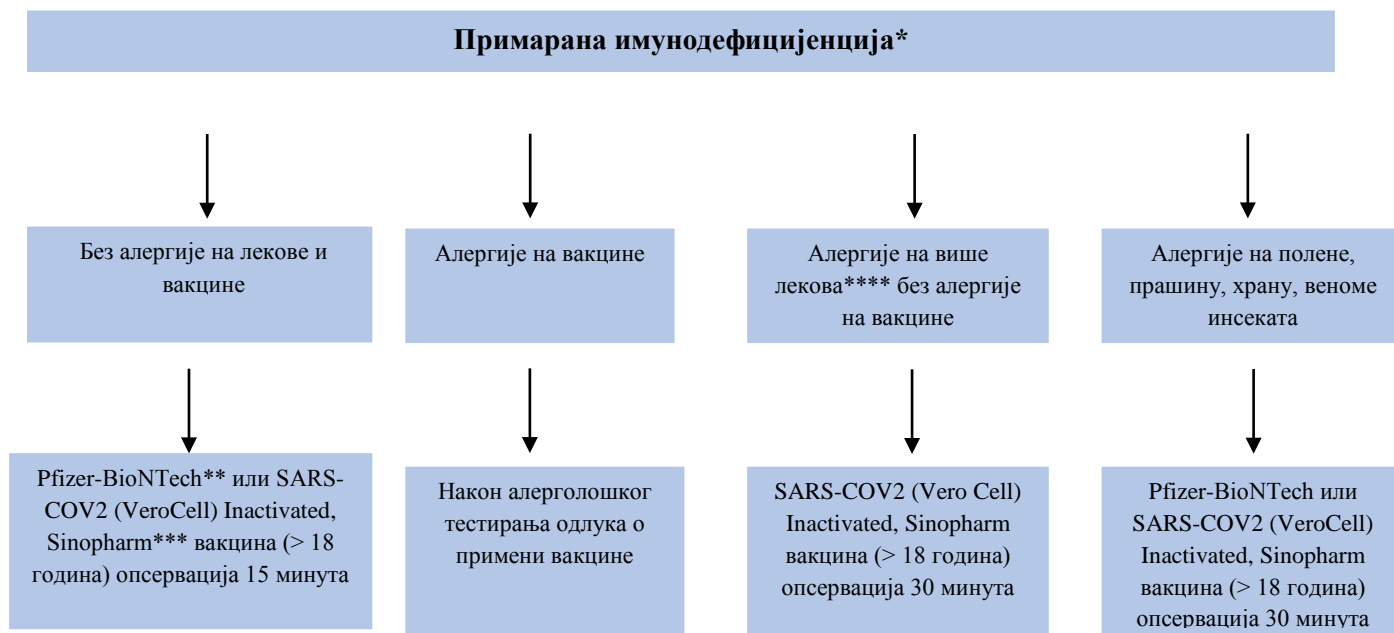 Примарана имунодефицијенција*
Без алергије на лекове и
вакцине
Алергије на вакцине
Алергије на више
лекова**** без алергије
на вакцине
Алергије на полене,
прашину, храну, веноме
инсеката
Pfizer-BioNTech** или SARS-
COV2 (VeroCell) Inactivated,
Sinopharm*** вакцина (> 18
година) опсервација 15 минута
Након алерголошког
тестирања одлука о
примени вакцине
SARS-COV2 (Vero Cell)
Inactivated, Sinopharm
вакцина (> 18 година)
опсервација 30 минута
Pfizer-BioNTech или
SARS-COV2 (VeroCell)
Inactivated, Sinopharm
вакцина (> 18 година)
опсервација 30 минута